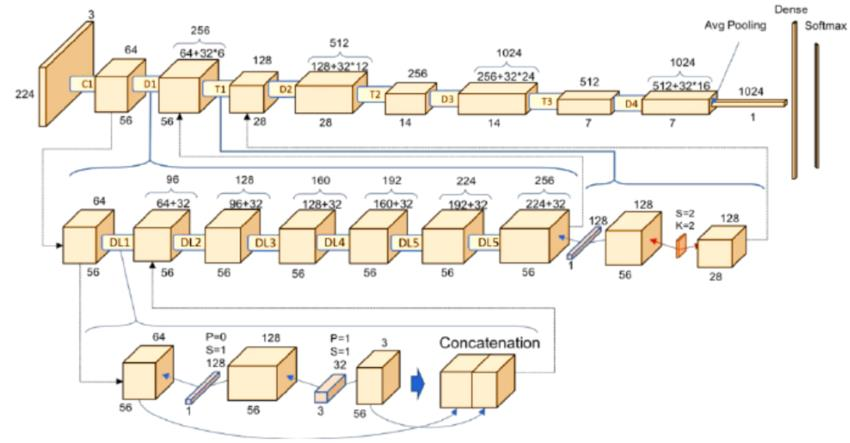 Dense
Softmax
Avg Pooling
3
64
256
64+32*6
128
512
128+32*12
256
1024
256+32*24
512
1024
512+32*16
1024
224
C1
D1
T1
D2
T2
D3
T3
D4
56
56
28
28
14
14
7
7
1
64
96
64+32
128
96+32
160
128+32
192
160+32
224
192+32
256
224+32
128
128
S=2
K=2
128
DL1
DL2
DL3
DL4
DL5
DL5
56
56
56
56
56
56
56
1
56
28
64
P=0
S=1
128
128
P=1
S=1
32
3
Concatenation
56
1
56
3
56